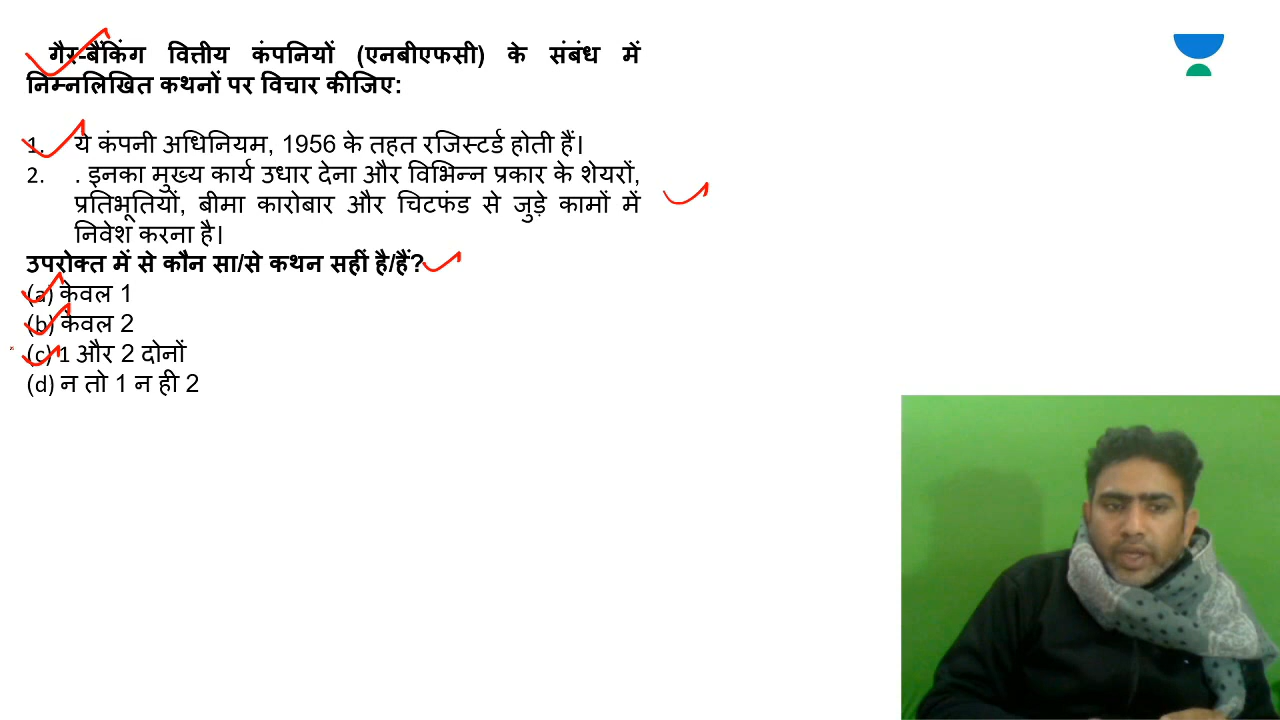 गैर-बैंकिंग वित्तीय कंपनियों (एनबीएफसी) के संबंध में
निम्नलिखित कथनों पर विचार कीजिए:
1. ये कंपनी अधिनियम, 1956 के तहत रजिस्टर्ड होती हैं।
2. . इनका मुख्य कार्य उधार देना और विभिन्न प्रकार के शेयरों,
प्रतिभूतियों, बीमा कारोबार और चिटफंड से जुड़े कामों में
निवेश करना है।
उपरोक्त में से कौन सा/से कथन सहीं है/हैं?
(a) केवल 1
(b) केवल 2
(c) 1 और 2 दोनों
(d) न तो 1 न ही 2